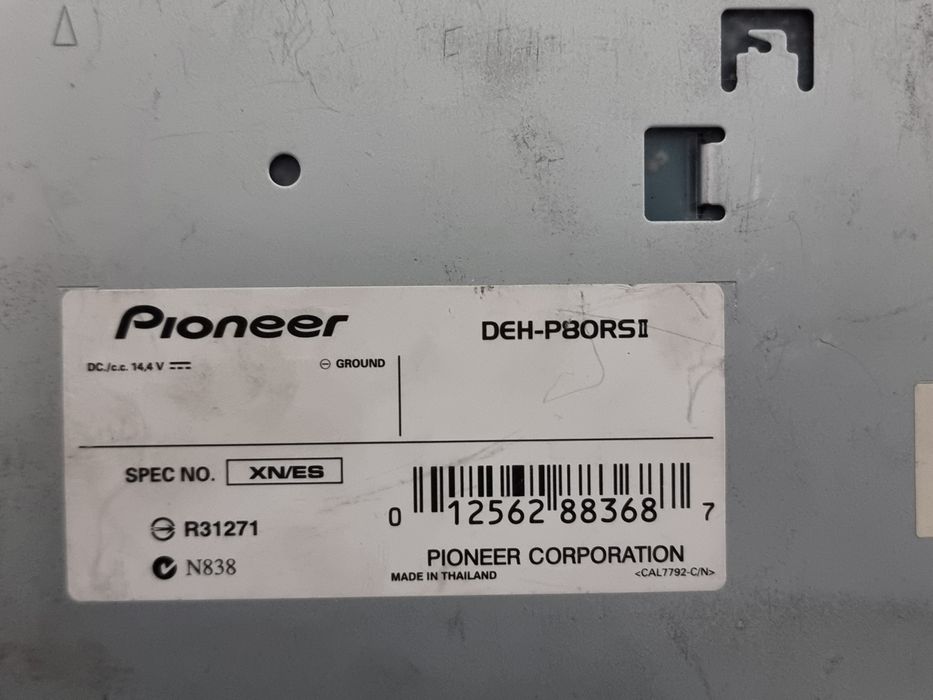 Pioneer
DEH-P80RSII
DC./c.c. 14,4 V
⊖ GROUND
SPEC NO. XN/ES
R31271
N838
0 12562 88368 7
PIONEER CORPORATION
MADE IN THAILAND
<CAL7792-C/N>